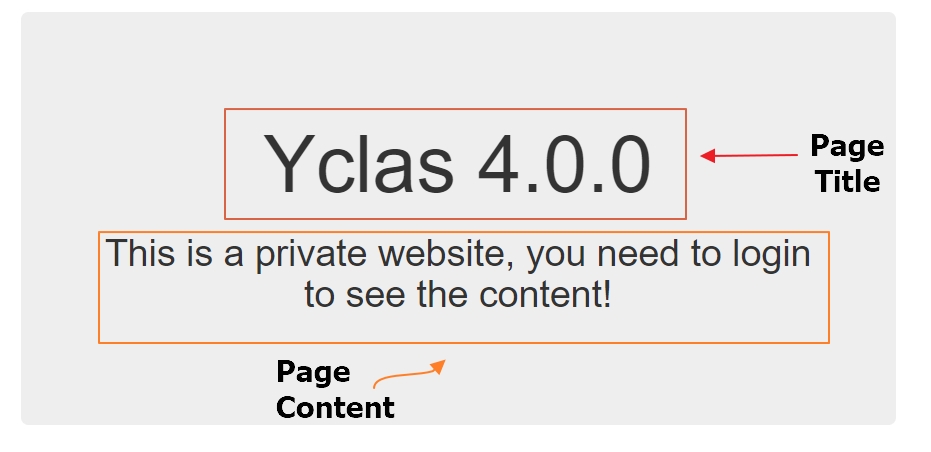 Yclas 4.0.0
Page
Title
This is a private website, you need to login
to see the content!
Page
Content